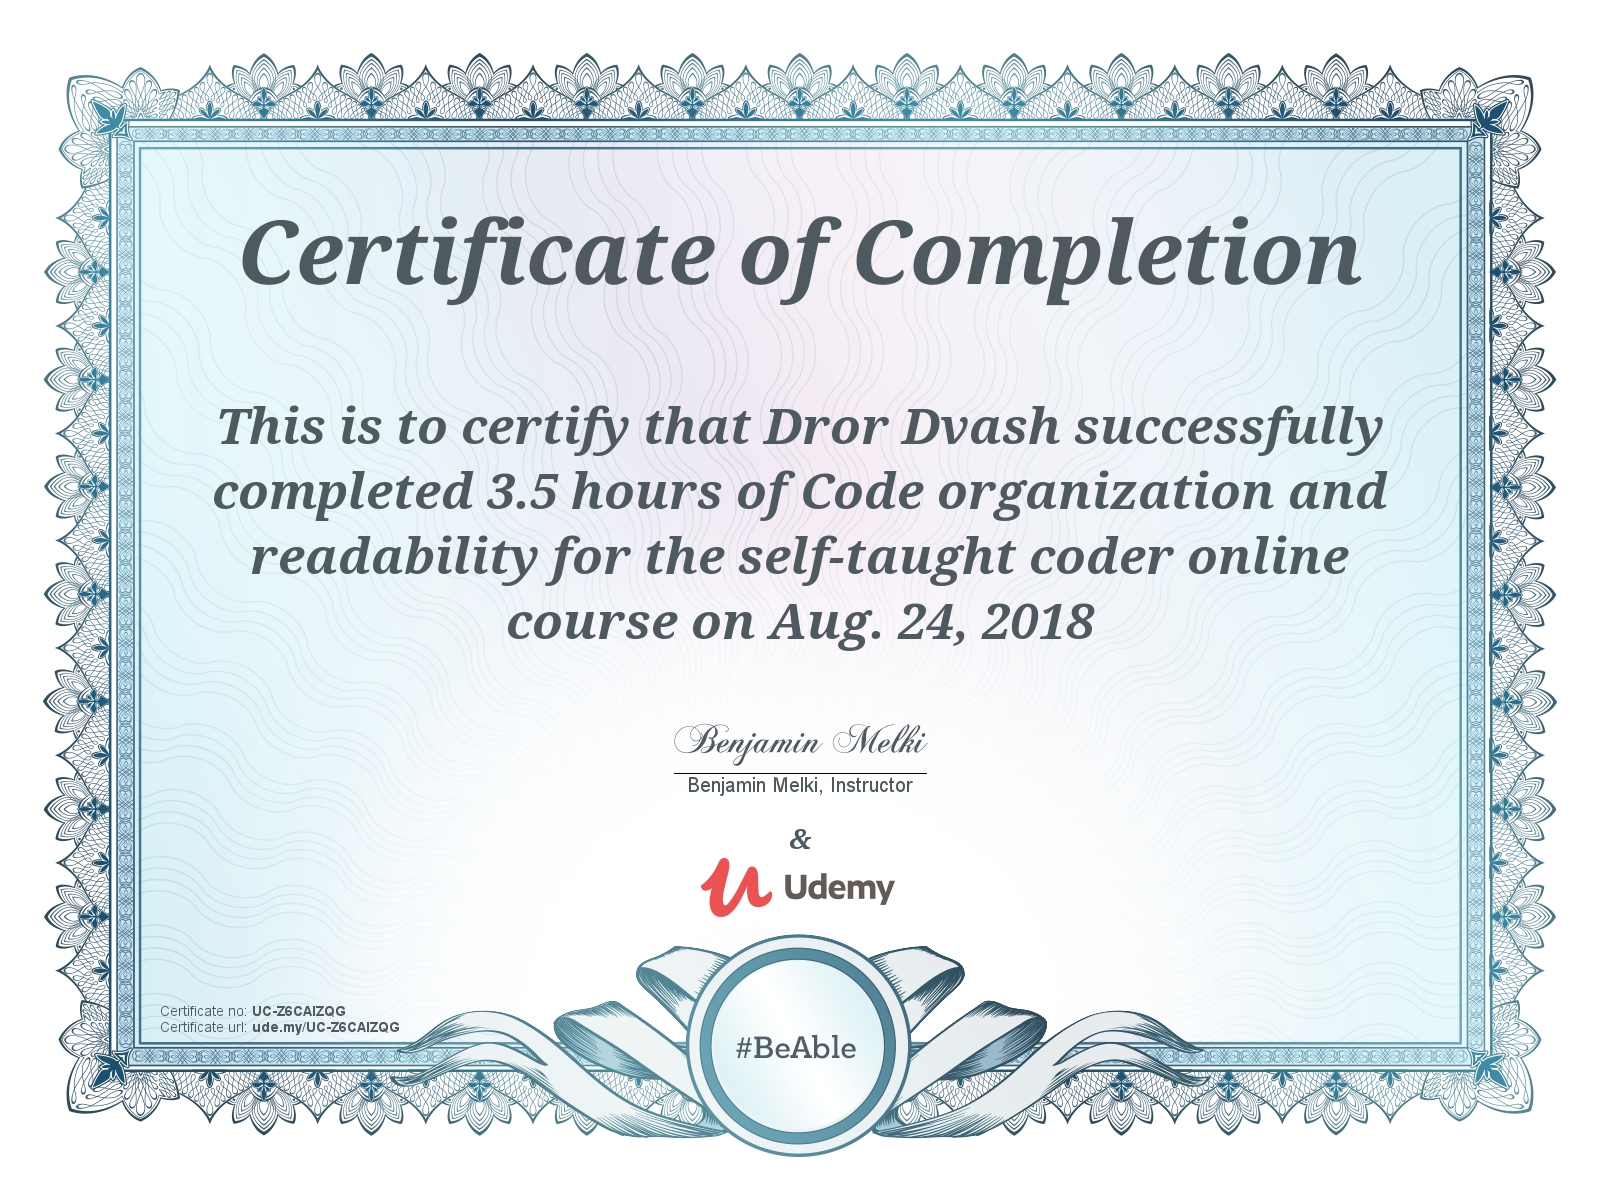 Certificate of Completion
This is to certify that Dror Dvash successfully
completed 3.5 hours of Code organization and
readability for the self-taught coder online
course on Aug. 24, 2018
Benjamin Melki
Benjamin Melki, Instructor
&
Udemy
Certificate no: UC-Z6CAIZQG
Certificate url: ude.my/UC-Z6CAIZQG
#BeAble